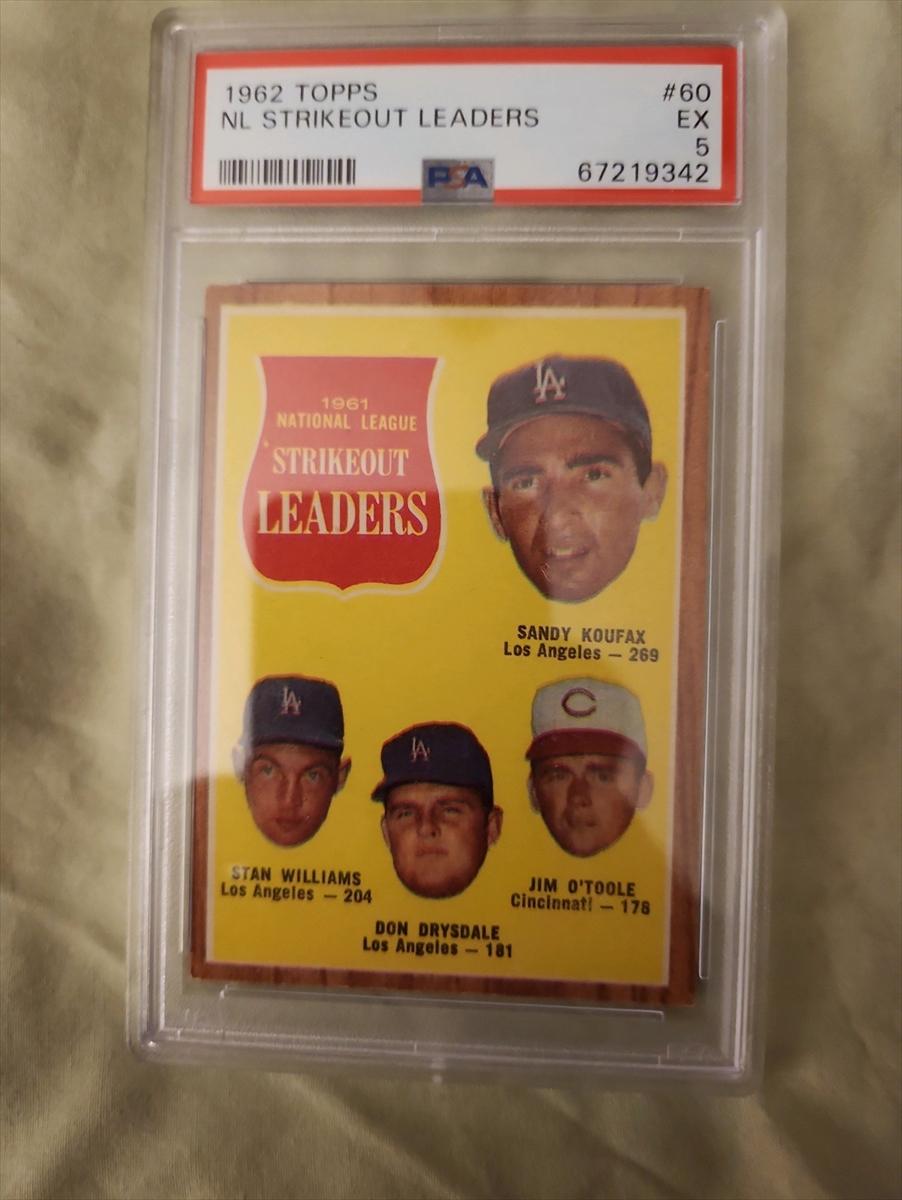 1962 TOPPS #60
NL STRIKEOUT LEADERS EX
5
PSA 67219342
1961
NATIONAL LEAGUE
STRIKEOUT
LEADERS
LA
SANDY KOUFAX
Los Angeles — 269
LA
LA
C
STAN WILLIAMS
Los Angeles — 204
DON DRYSDALE
Los Angeles — 181
JIM O'TOOLE
Cincinnati — 178